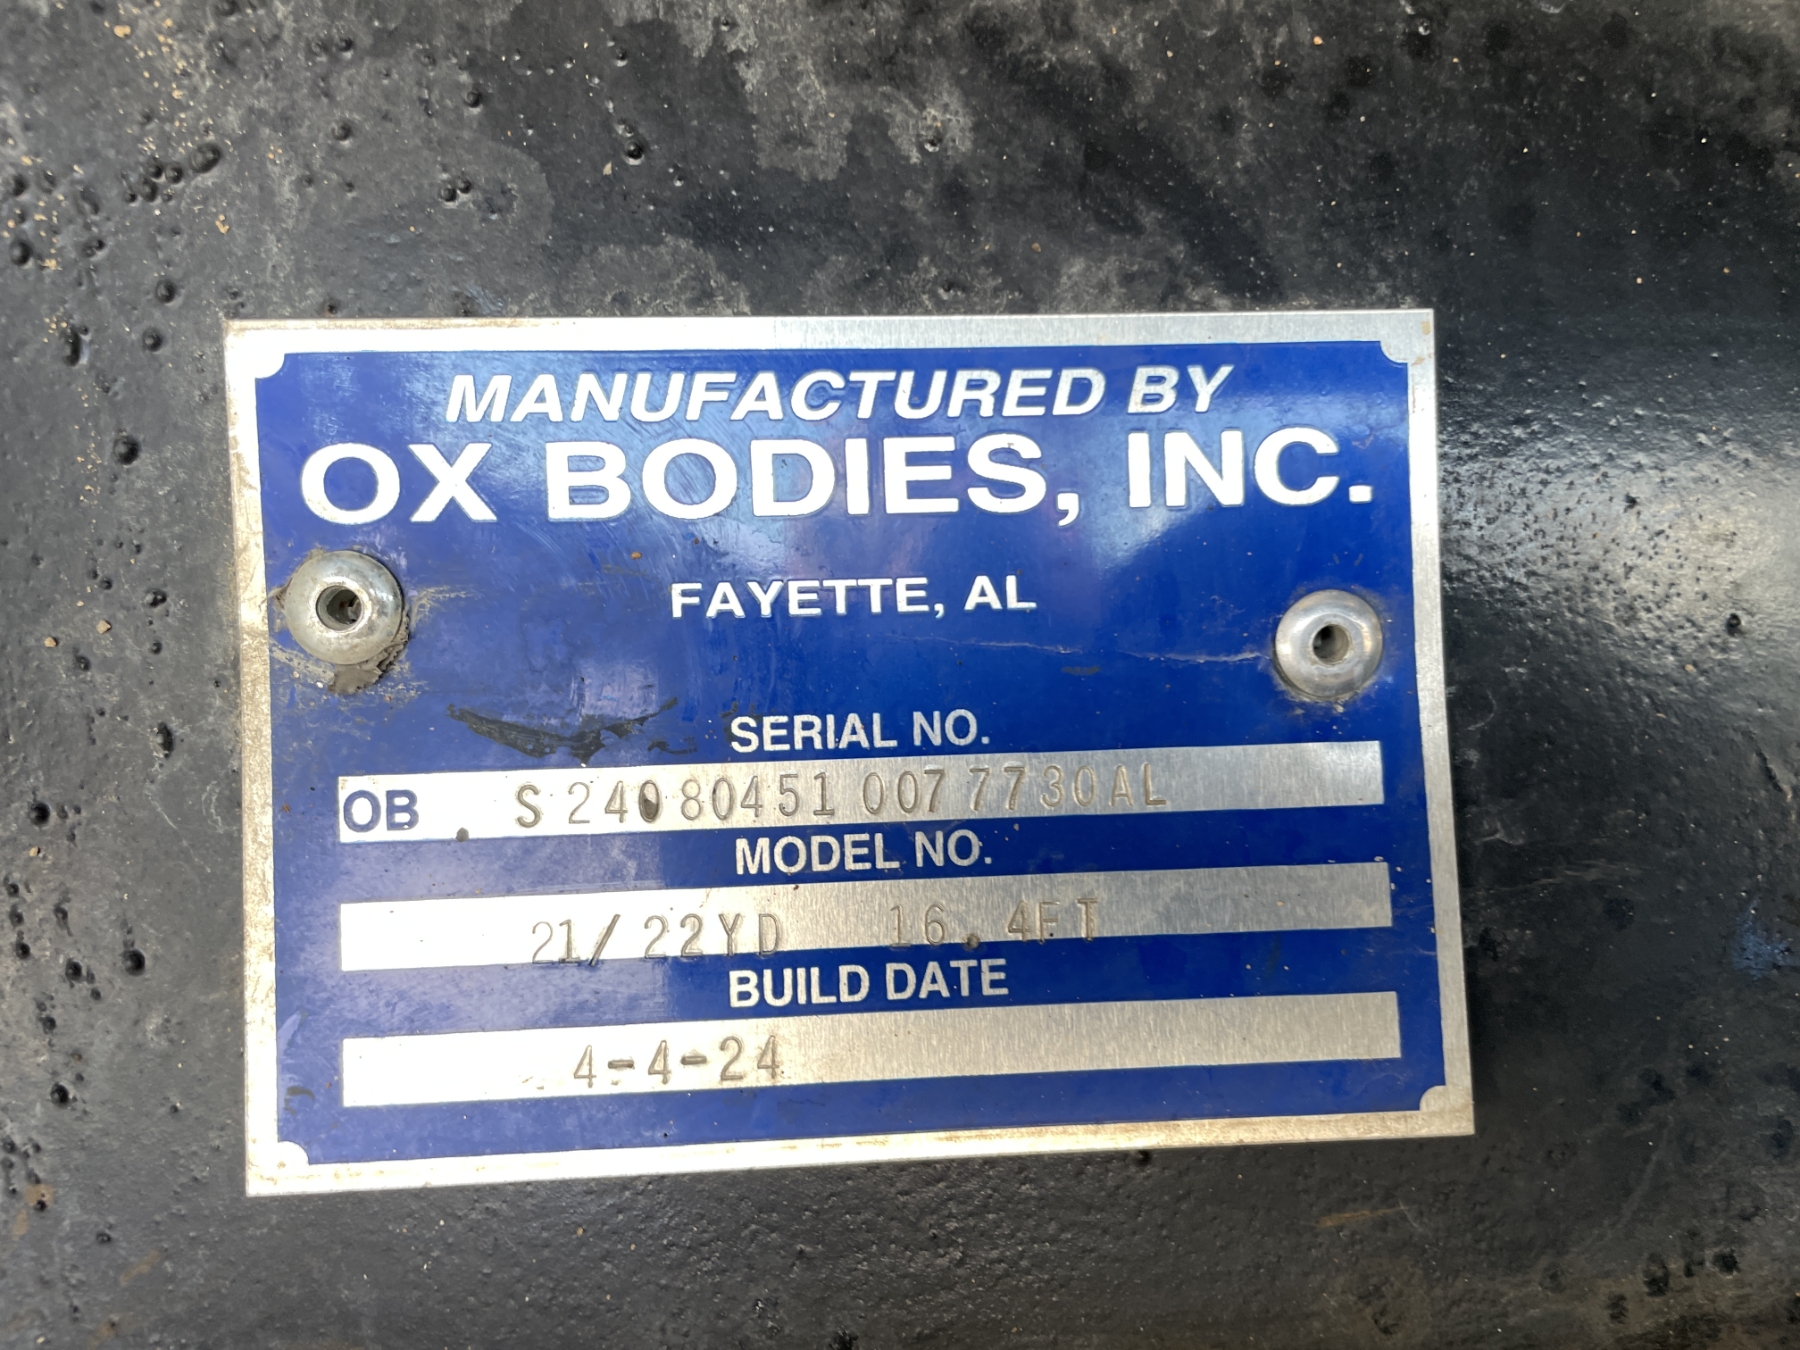 MANUFACTURED BY
OX BODIES, INC.
FAYETTE, AL
SERIAL NO.
OB S24080451 0077730AL
MODEL NO.
21/22YD 16.4FT
BUILD DATE
4-4-24